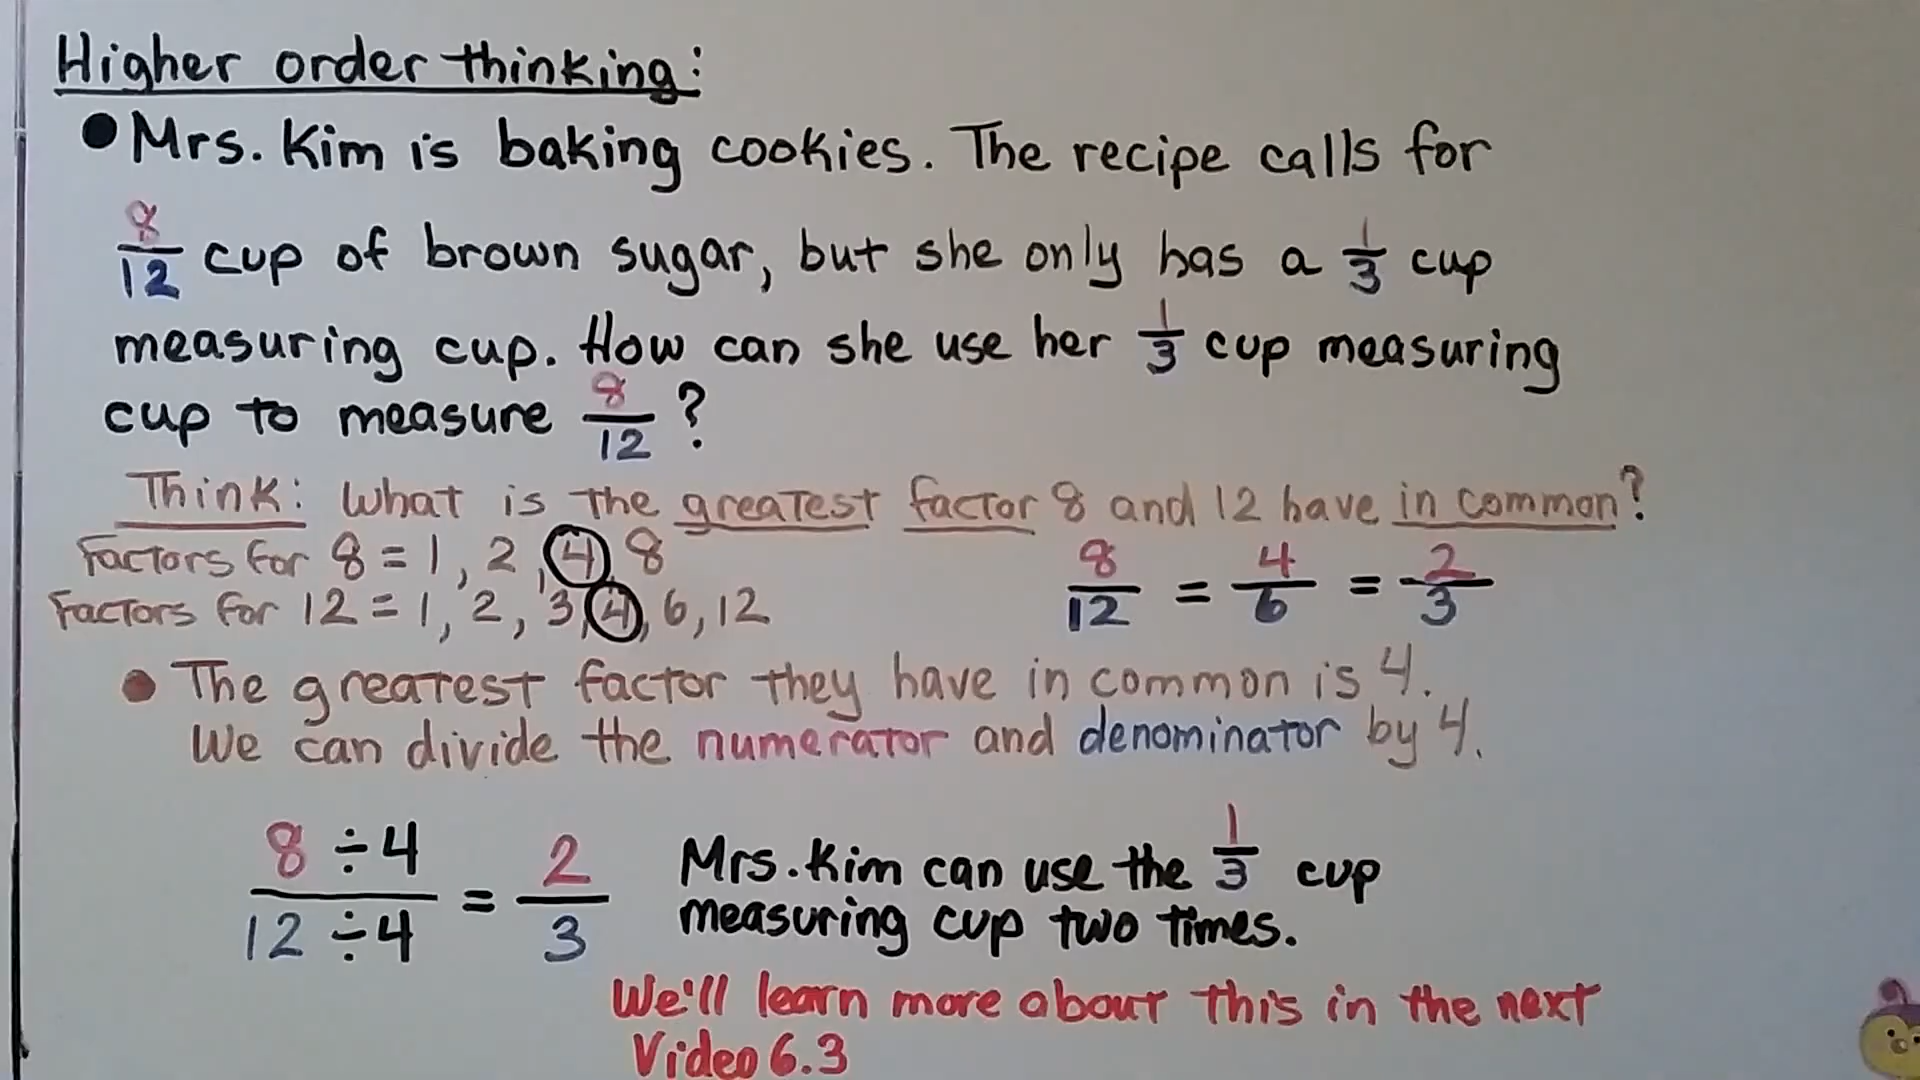 Higher order thinking:
• Mrs. Kim is baking cookies. The recipe calls for
8/12 cup of brown sugar, but she only has a 1/3 cup
measuring cup. How can she use her 1/3 cup measuring
cup to measure 8/12?
Think: What is the greatest factor 8 and 12 have in common?
Factors for 8 = 1, 2, 4, 8
Factors for 12 = 1, 2, 3, 4, 6, 12
8/12 = 4/6 = 2/3
• The greatest factor they have in common is 4.
We can divide the numerator and denominator by 4.
8 ÷ 4 / 12 ÷ 4 = 2/3
Mrs. Kim can use the 1/3 cup
measuring cup two times.
We'll learn more about this in the next
Video 6.3